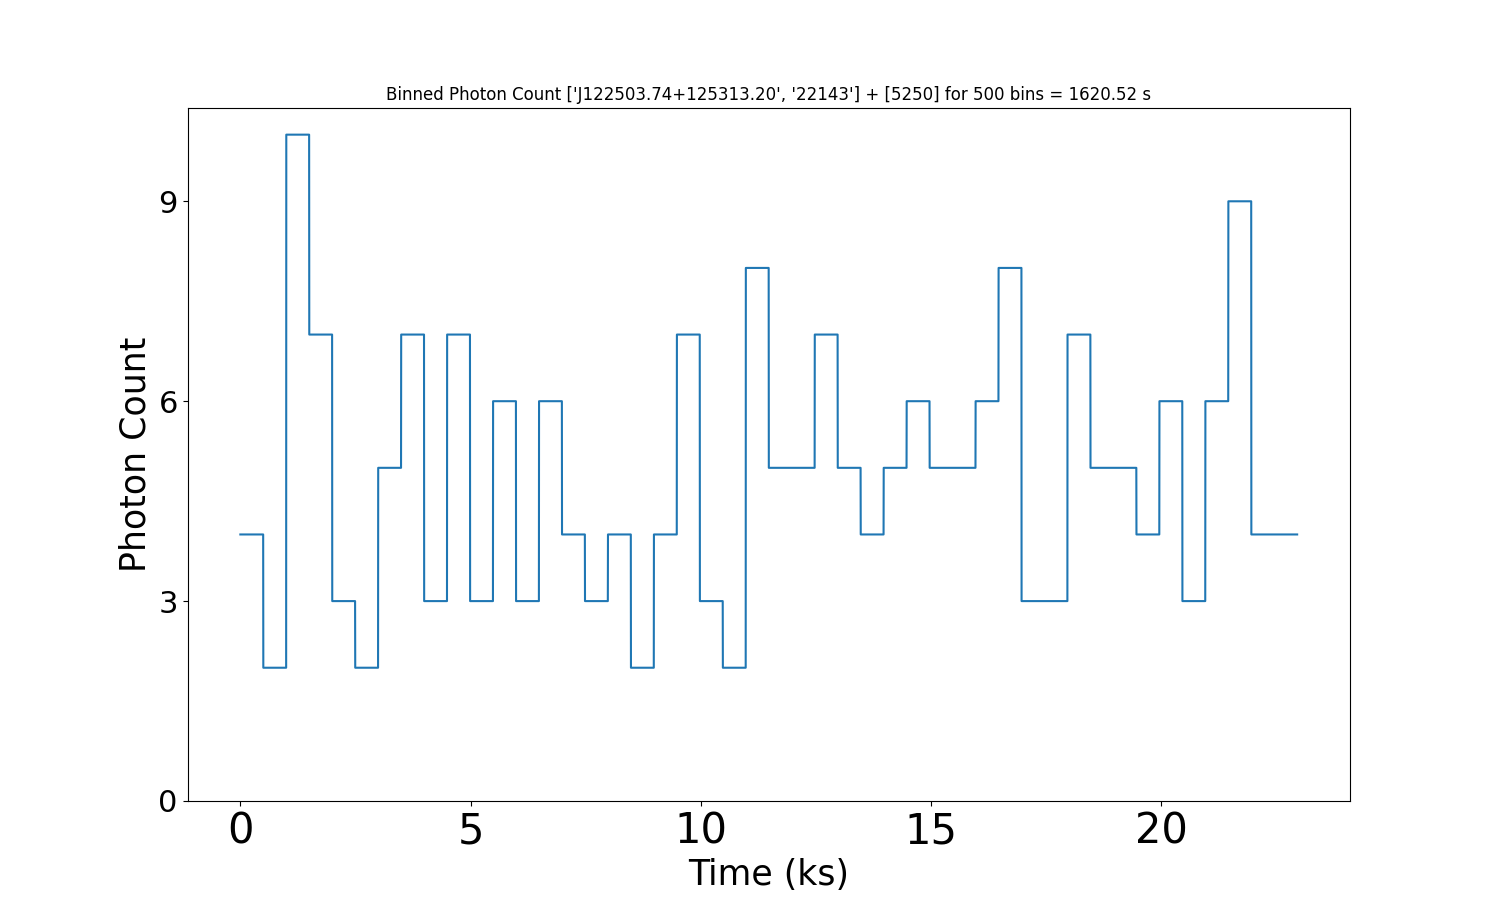 Binned Photon Count ['J122503.74+125313.20', '22143'] + [5250] for 500 bins = 1620.52 s
9
6
3
0
Photon Count
0 5 10 15 20
Time (ks)